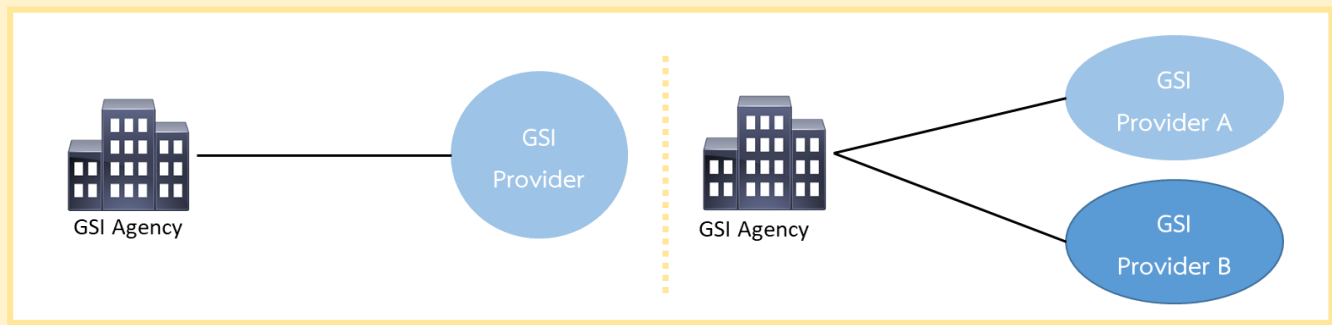 GSI
Provider
GSI Agency
GSI
Provider A
GSI Agency
GSI
Provider B